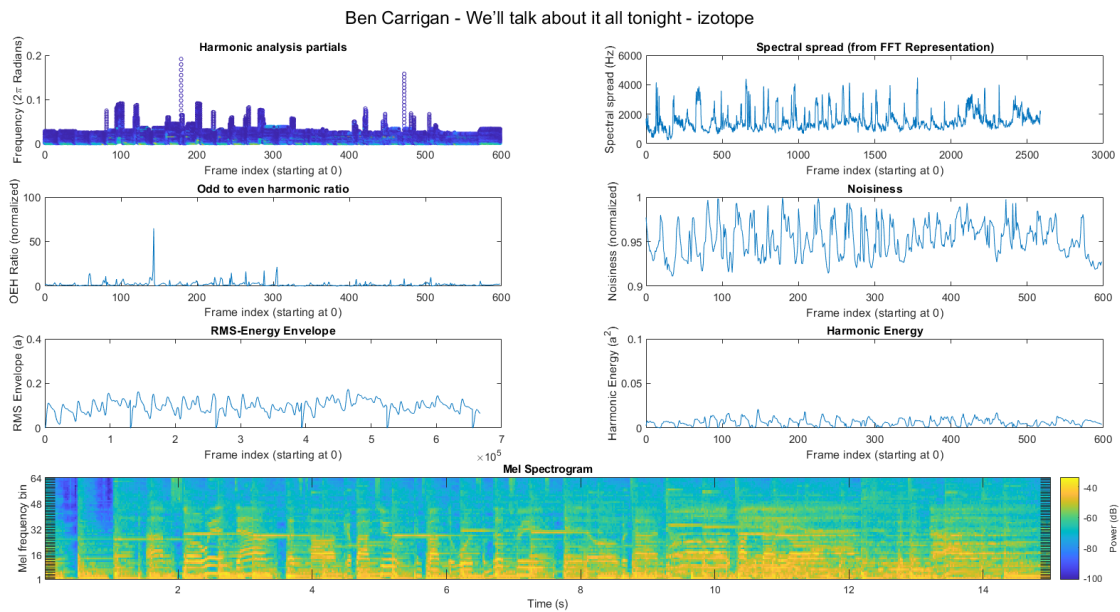 Ben Carrigan - We'll talk about it all tonight - izotope
Harmonic analysis partials
Frequency (2π Radians)
0.2
0.1
0
0 100 200 300 400 500 600
Frame index (starting at 0)
Spectral spread (from FFT Representation)
Spectral spread (Hz)
6000
4000
2000
0
0 500 1000 1500 2000 2500 3000
Frame index (starting at 0)
Odd to even harmonic ratio
OEH Ratio (normalized)
100
50
0
0 100 200 300 400 500 600
Frame index (starting at 0)
Noisiness
Noisiness (normalized)
1
0.95
0.9
0 100 200 300 400 500 600
Frame index (starting at 0)
RMS-Energy Envelope
RMS Envelope (a)
0.4
0.2
0
0 1 2 3 4 5 6 7
×10⁵
Frame index (starting at 0)
Harmonic Energy
Harmonic Energy (a²)
0.1
0.05
0
0 100 200 300 400 500 600
Frame index (starting at 0)
Mel Spectrogram
Mel frequency bin
64
48
32
16
1
2 4 6 8 10 12 14
Time (s)
-40
-60
-80
-100
Power (dB)